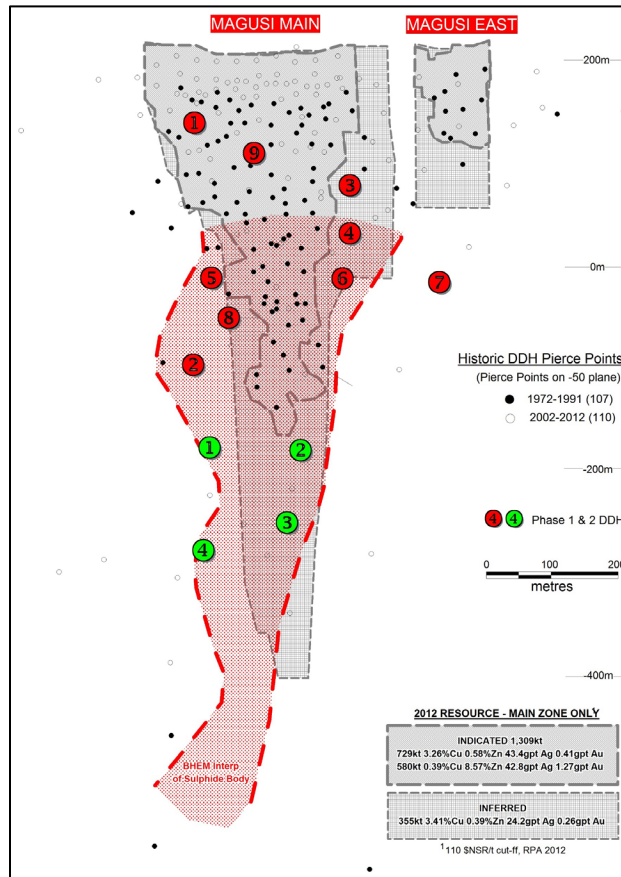 MAGUSI MAIN
MAGUSI EAST
200m
1
9
3
4
5
6
7
0m
8
2
Historic DDH Pierce Points
(Pierce Points on -50 plane)
1972-1991 (107)
2002-2012 (110)
1
2
-200m
3
4
4 4 Phase 1 & 2 DDH
0 100 200
metres
-400m
2012 RESOURCE - MAIN ZONE ONLY
INDICATED 1,309kt
729kt 3.26%Cu 0.58%Zn 43.4gpt Ag 0.41gpt Au
580kt 0.39%Cu 8.57%Zn 42.8gpt Ag 1.27gpt Au
BHEM Interp
of Sulphide Body
INFERRED
355kt 3.41%Cu 0.39%Zn 24.2gpt Ag 0.26gpt Au
1 110 $NSR/t cut-ff, RPA 2012